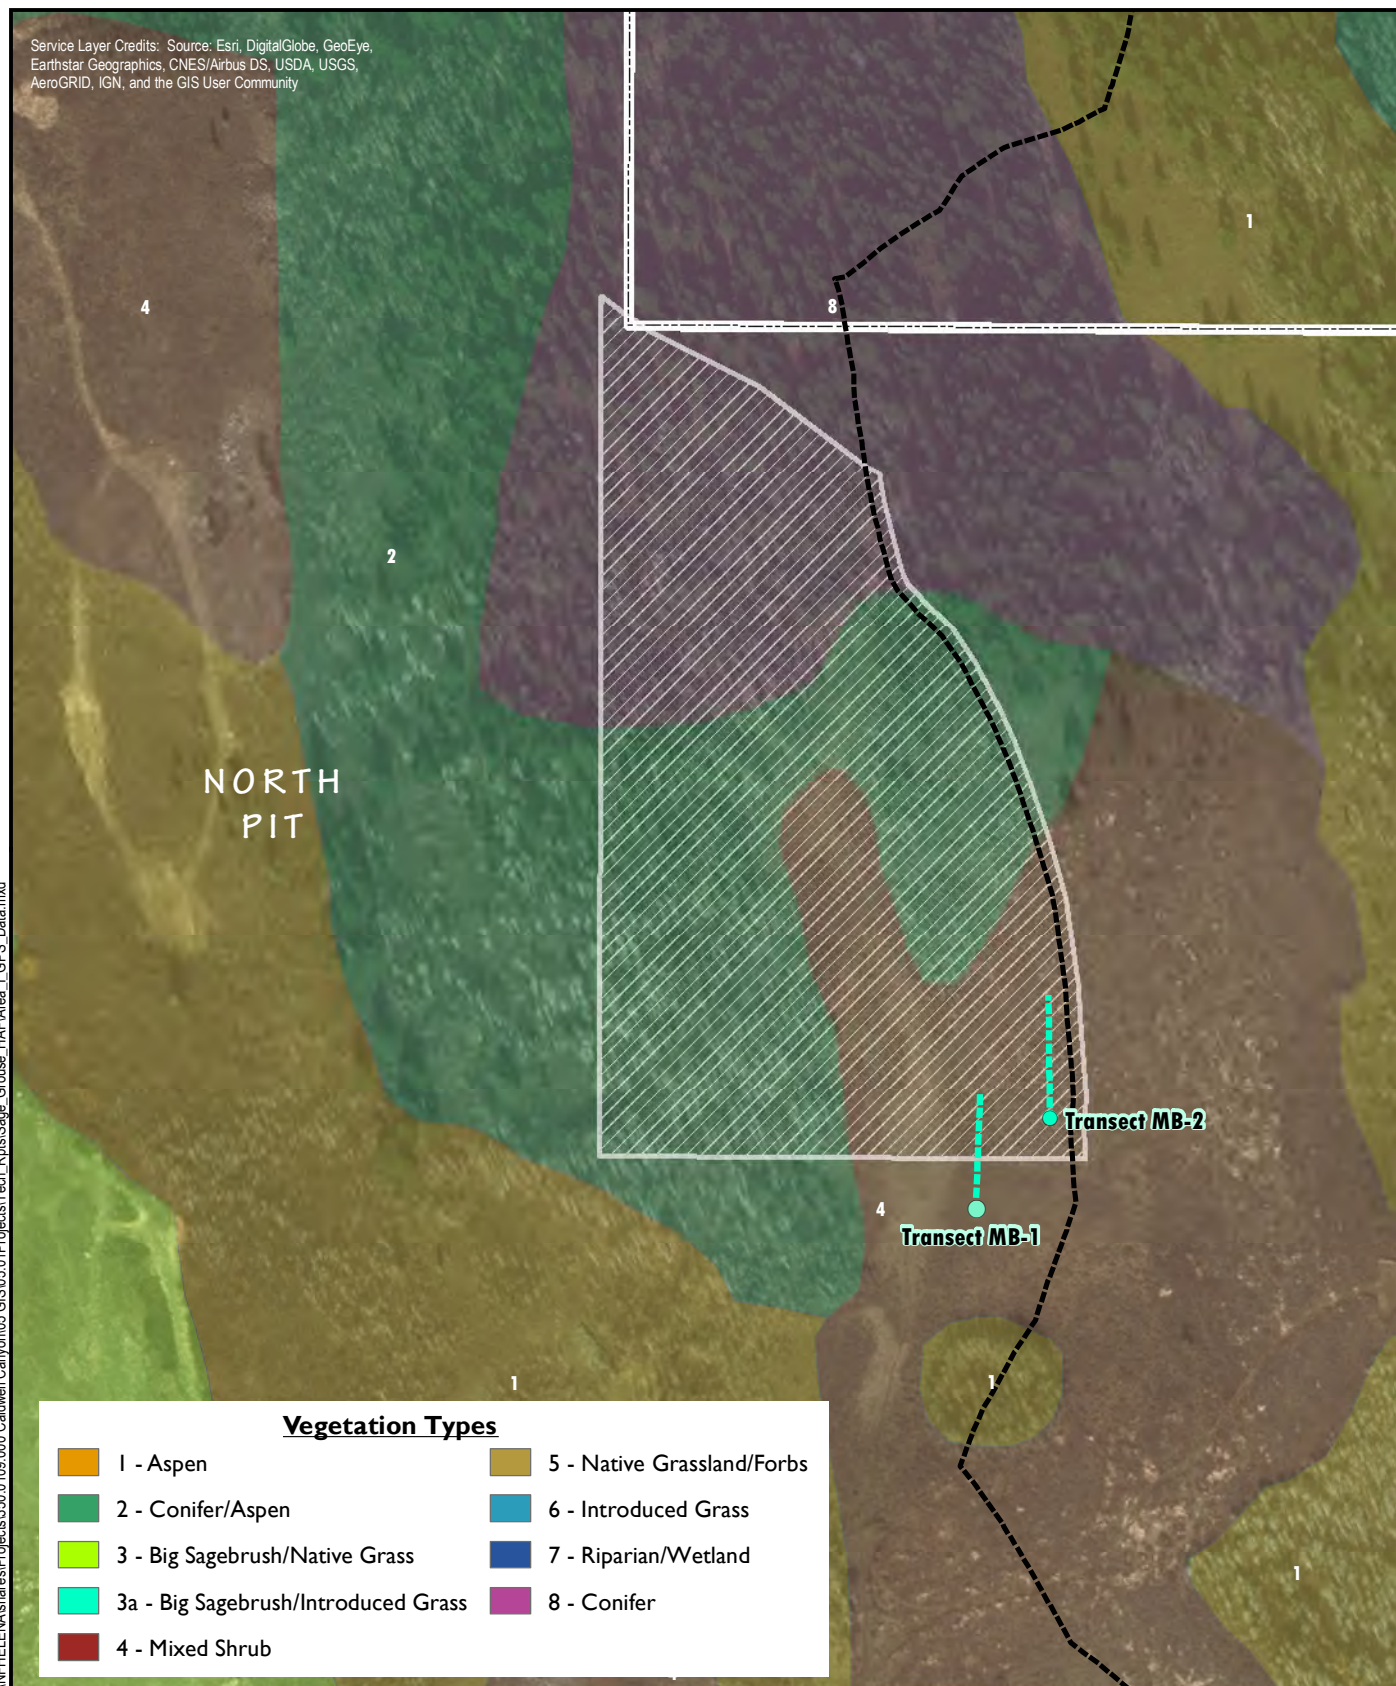 Service Layer Credits: Source: Esri, DigitalGlobe, GeoEye,
Earthstar Geographics, CNES/Airbus DS, USDA, USGS,
AeroGRID, IGN, and the GIS User Community
1
4
8
2
NORTH
PIT
Transect MB-2
4
Transect MB-1
1
1
1
Vegetation Types
1 - Aspen
2 - Conifer/Aspen
3 - Big Sagebrush/Native Grass
3a - Big Sagebrush/Introduced Grass
4 - Mixed Shrub
5 - Native Grassland/Forbs
6 - Introduced Grass
7 - Riparian/Wetland
8 - Conifer